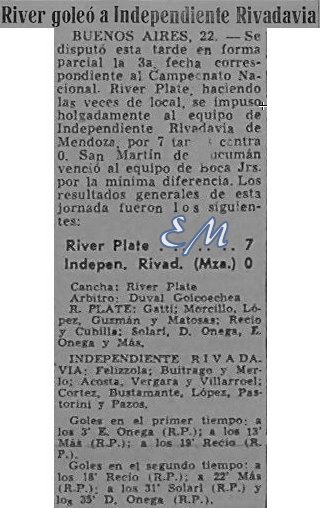 River goleó a Independiente Rivadavia
BUENOS AIRES, 22. —Se
disputó esta tarde en forma
parcial la 3a. fecha corres-
pondiente al Campeonato Na-
cional. River Plate, haciendo
las veces de local, se impuso
holgadamente al equipo de
Independiente Rivadavia de
Mendoza, por 7 tan contra
0. San Martín de ucumán
venció al equipo de Boca Jrs.
por la mínima diferencia. Los
resultados generales de esta
jornada fueron los siguien-
tes:
EM
River Plate . . . . . . . 7
Indepen. Rivad. (Mza.) 0
Cancha: River Plate
Arbitro: Duval Goicoechea
R. PLATE: Gatti; Morcillo, Ló-
pez, Guzmán y Matosas; Recio
y Cubilla; Solari, D. Onega, E.
Onega y Más.
INDEPENDIENTE RIVADA-
VIA: Felizzola; Buitrago y Mer-
lo; Acosta, Vergara y Villarroel;
Cortez, Bustamante, López, Pas-
torini y Pazos.
Goles en el primer tiempo: a
los 3' E. Onega (R.P.); a los 13'
Más (R.P.); a los 19' Recio (R.
P.).
Goles en el segundo tiempo: a
los 18' Recio (R.P.); a 22' Más
(R.P.); a los 31' Solari (R.P.) y
los 35' D. Onega (R.P.).